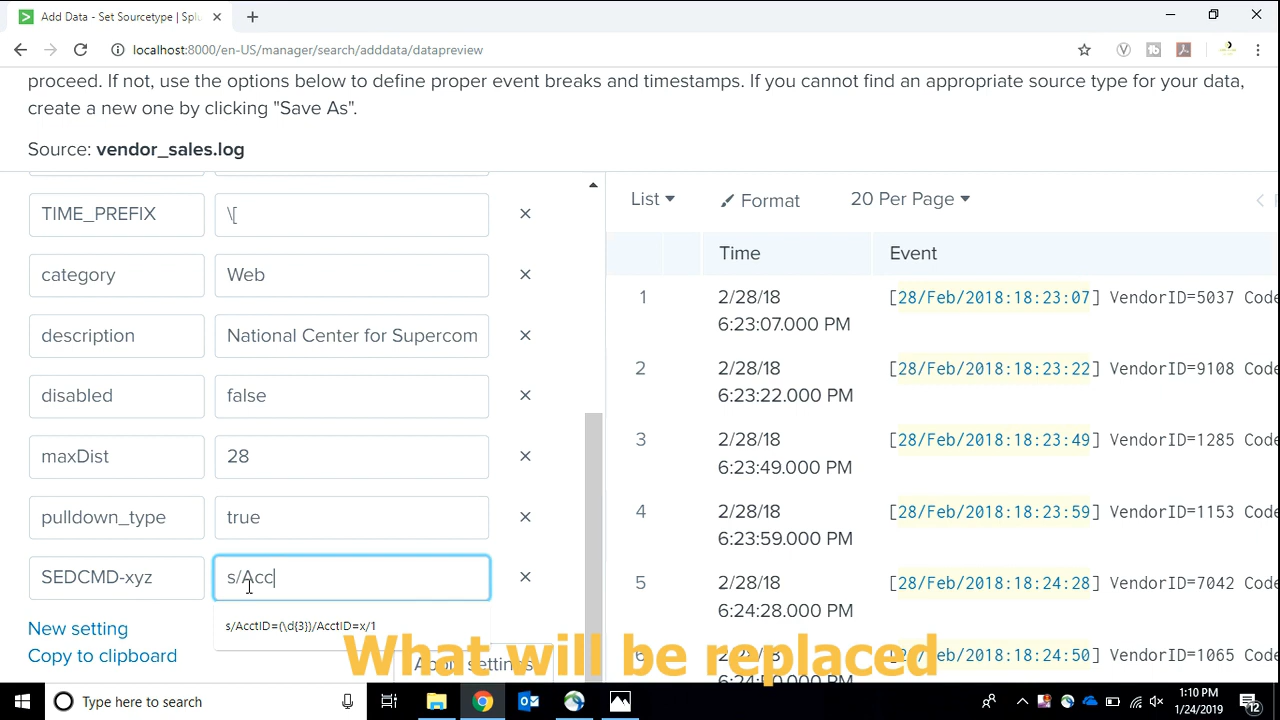 Add Data - Set Sourcetype | Splu
localhost:8000/en-US/manager/search/adddata/datapreview
proceed. If not, use the options below to define proper event breaks and timestamps. If you cannot find an appropriate source type for your data,
create a new one by clicking "Save As".
Source: vendor_sales.log
List Format 20 Per Page
TIME_PREFIX \[
Time Event
category Web
1 2/28/18 [28/Feb/2018:18:23:07] VendorID=5037 Code
6:23:07.000 PM
description National Center for Supercom
2 2/28/18 [28/Feb/2018:18:23:22] VendorID=9108 Code
6:23:22.000 PM
disabled false
3 2/28/18 [28/Feb/2018:18:23:49] VendorID=1285 Code
6:23:49.000 PM
maxDist 28
4 2/28/18 [28/Feb/2018:18:23:59] VendorID=1153 Code
6:23:59.000 PM
pulldown_type true
5 2/28/18 [28/Feb/2018:18:24:28] VendorID=7042 Code
6:24:28.000 PM
SEDCMD-xyz s/Acc
s/AcctID=(\d{3})/AcctID=x/1
New setting
Copy to clipboard
Apply settings
What will be replaced
6 2/28/18 [28/Feb/2018:18:24:50] VendorID=1065 Code
Type here to search
1:10 PM
1/24/2019
12